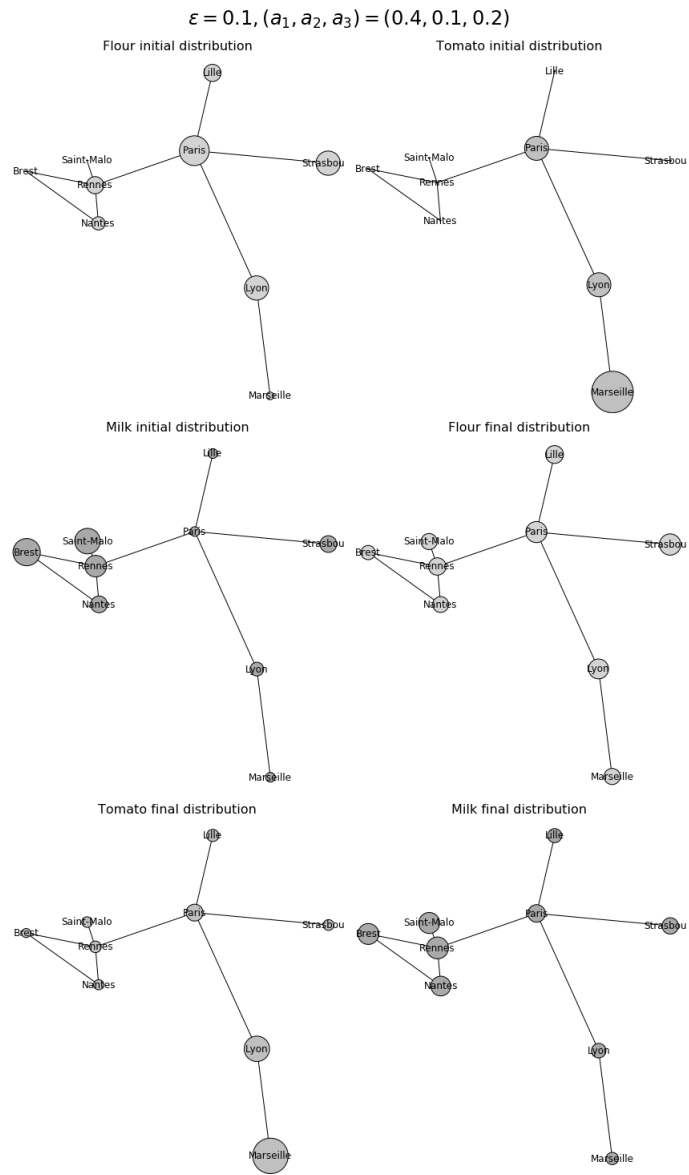 ε = 0.1, (a₁, a₂, a₃) = (0.4, 0.1, 0.2)
Flour initial distribution
Lille
Paris
Strasbou
Saint-Malo
Brest
Rennes
Nantes
Lyon
Marseille
Tomato initial distribution
Lille
Paris
Strasbou
Saint-Malo
Brest
Rennes
Nantes
Lyon
Marseille
Milk initial distribution
Lille
Paris
Saint-Malo
Strasbou
Brest
Rennes
Nantes
Lyon
Marseille
Flour final distribution
Lille
Paris
Saint-Malo
Strasbou
Brest
Rennes
Nantes
Lyon
Marseille
Tomato final distribution
Lille
Paris
Saint-Malo
Strasbou
Brest
Rennes
Nantes
Lyon
Marseille
Milk final distribution
Lille
Paris
Saint-Malo
Strasbou
Brest
Rennes
Nantes
Lyon
Marseille